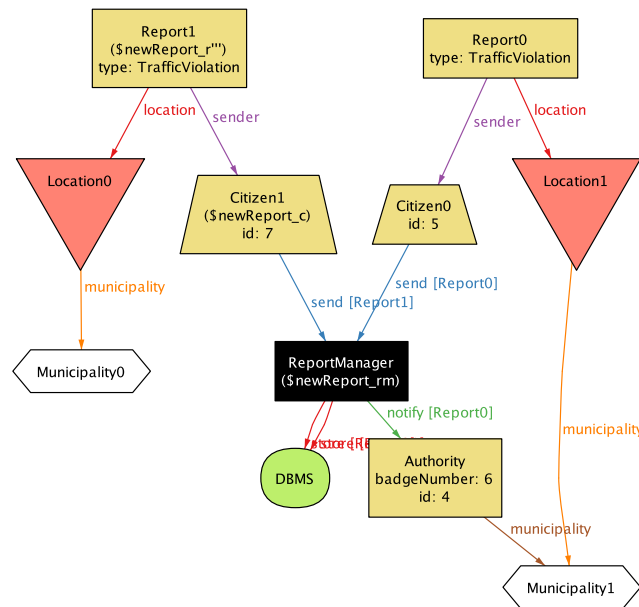 Report1
($newReport_r''')
type: TrafficViolation
Report0
type: TrafficViolation
location
sender
sender
location
Location0
Citizen1
($newReport_c)
id: 7
Citizen0
id: 5
Location1
municipality
send [Report1]
send [Report0]
Municipality0
ReportManager
($newReport_rm)
notify [Report0]
municipality
DBMS
Authority
badgeNumber: 6
id: 4
municipality
Municipality1